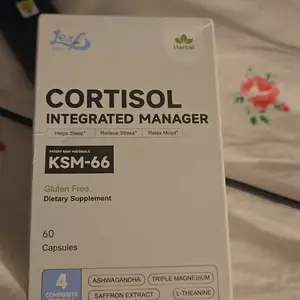 Herbal
CORTISOL
INTEGRATED MANAGER
Helps Sleep* | Relieve Stress* | Relax Mood*
KSM-66
Gluten Free
Dietary Supplement
60
Capsules
4
COMPOSITE
ASHWAGANDHA
TRIPLE MAGNESIUM
SAFFRON EXTRACT
L-THEANINE